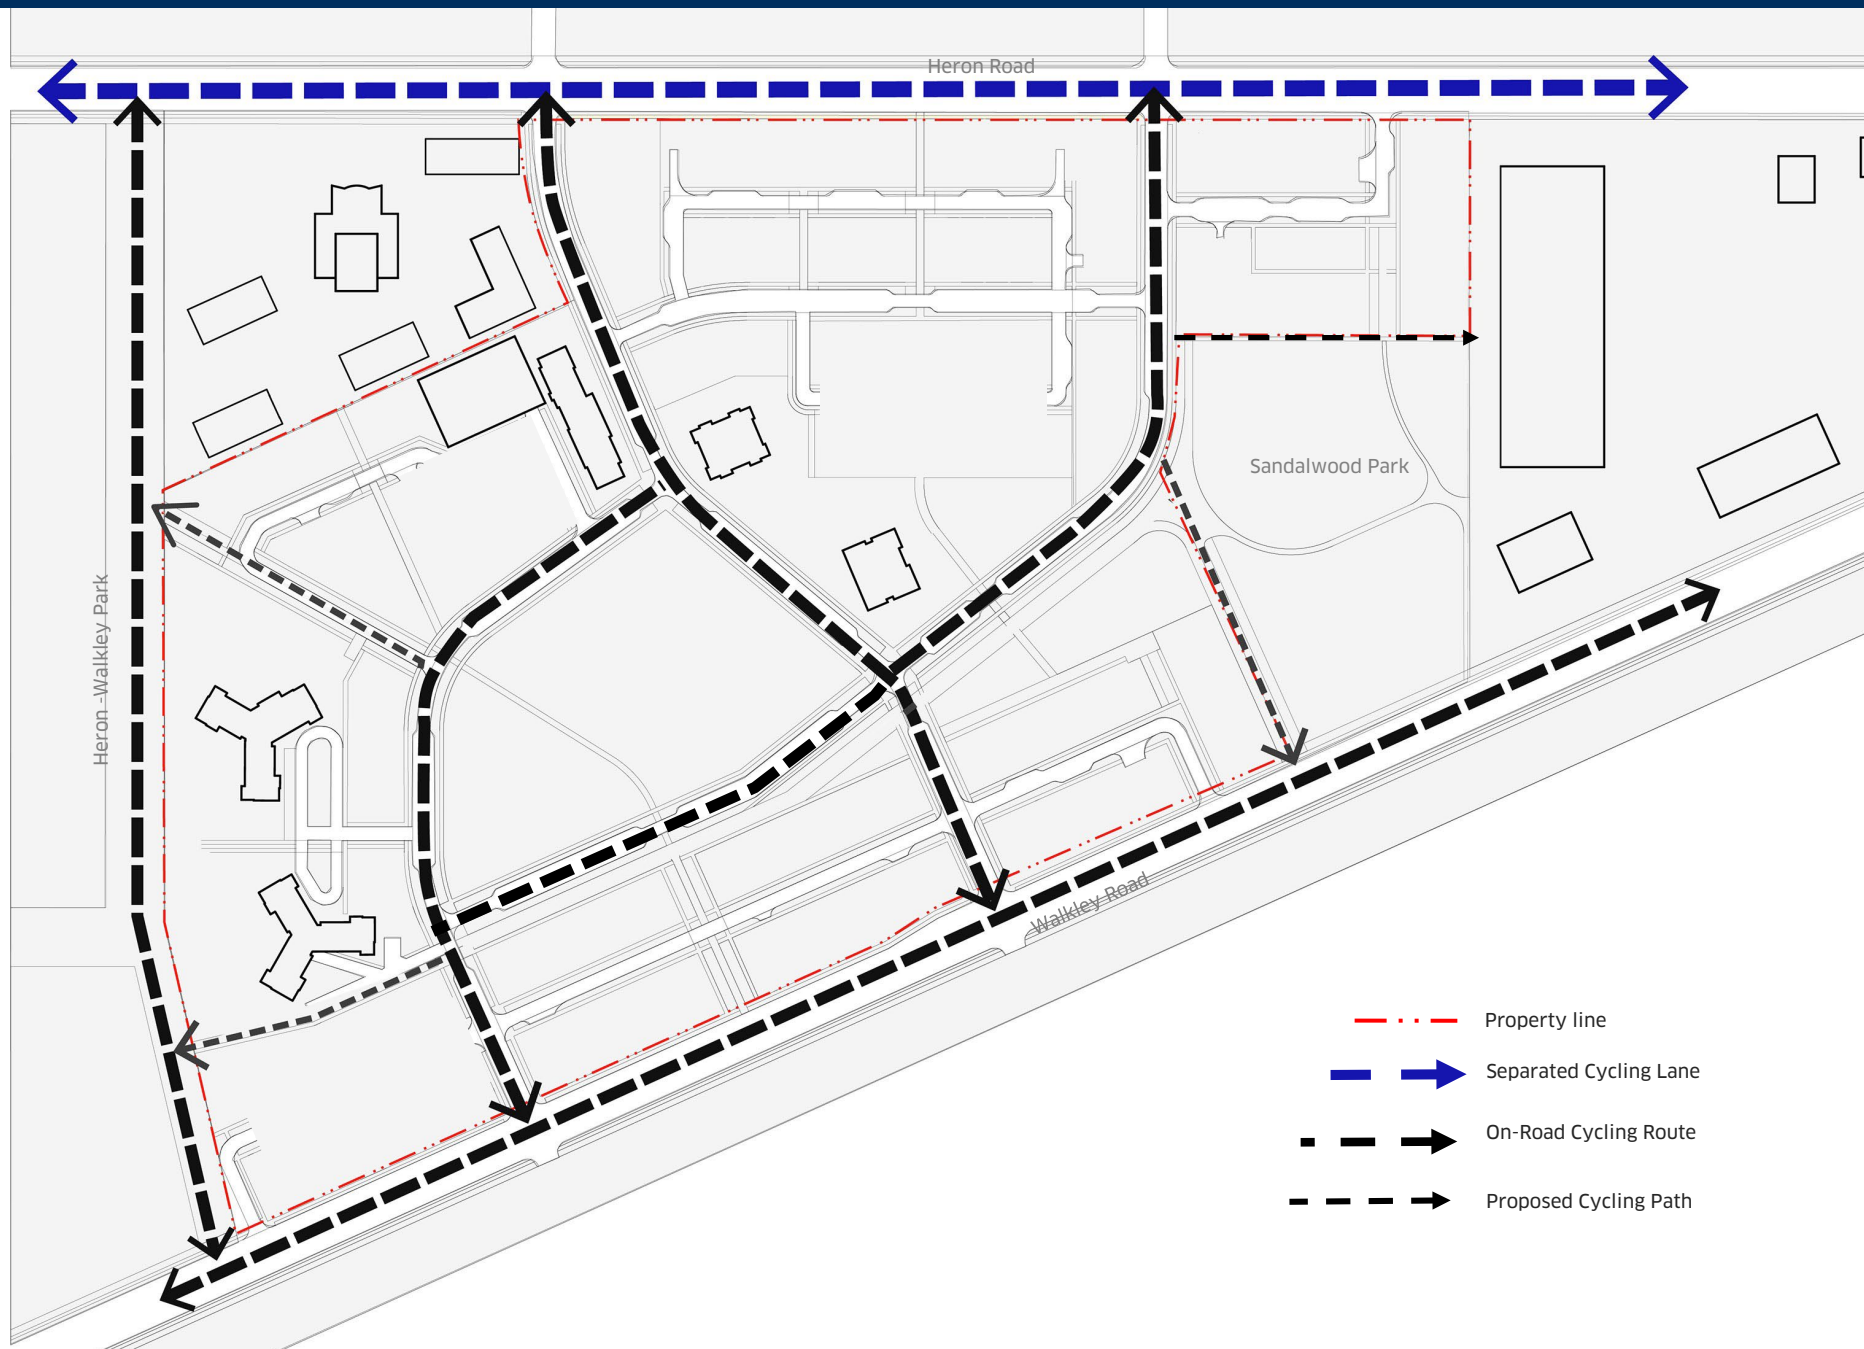 Heron Road
Sandalwood Park
Heron -Walkley Park
Walkley Road
Property line
Separated Cycling Lane
On-Road Cycling Route
Proposed Cycling Path